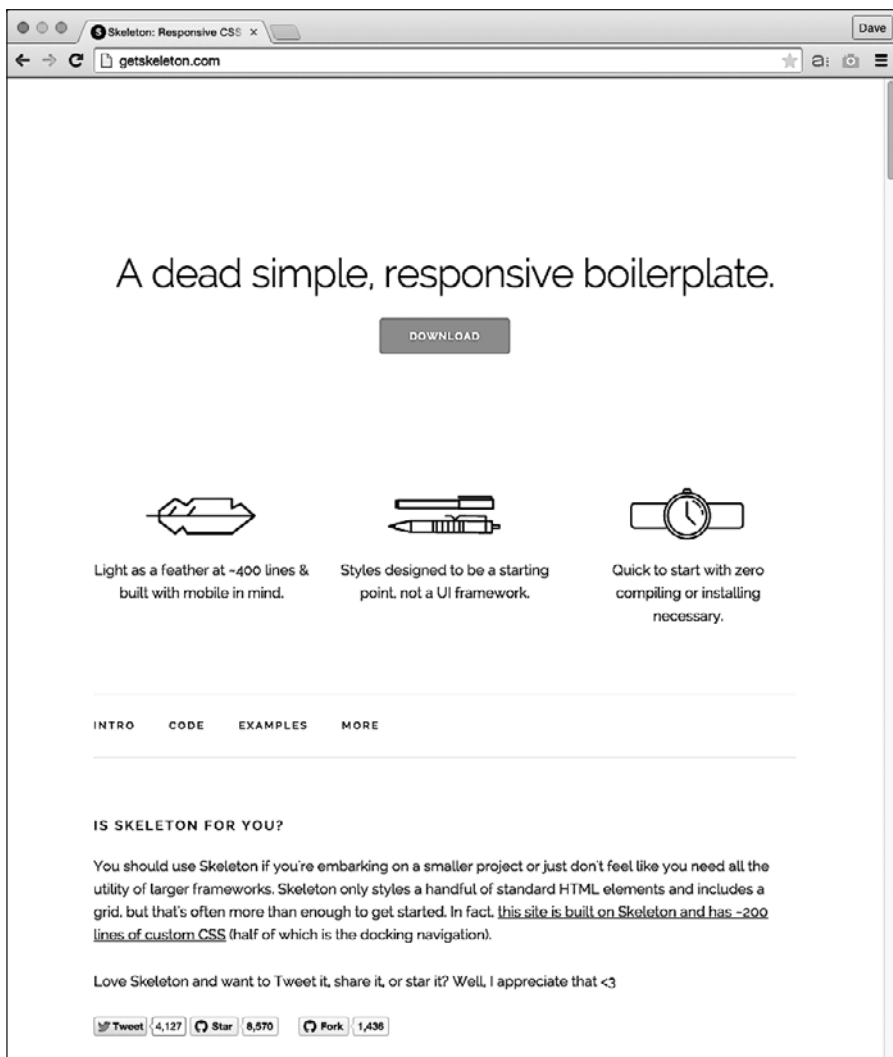 Skeleton: Responsive CSS
Dave
getskeleton.com
A dead simple, responsive boilerplate.
DOWNLOAD
Light as a feather at ~400 lines &
built with mobile in mind.
Styles designed to be a starting
point, not a UI framework.
Quick to start with zero
compiling or installing
necessary.
INTRO CODE EXAMPLES MORE
IS SKELETON FOR YOU?
You should use Skeleton if you're embarking on a smaller project or just don't feel like you need all the
utility of larger frameworks. Skeleton only styles a handful of standard HTML elements and includes a
grid, but that's often more than enough to get started. In fact, this site is built on Skeleton and has ~200
lines of custom CSS (half of which is the docking navigation).
Love Skeleton and want to Tweet it, share it, or star it? Well, I appreciate that <3
Tweet 4,127 Star 8,570 Fork 1,436